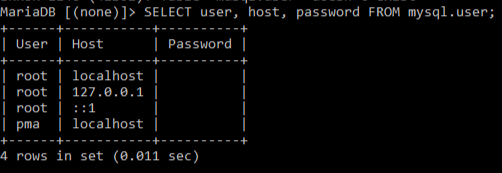 MariaDB [(none)]> SELECT user, host, password FROM mysql.user;
+------+-----------+----------+
| User | Host      | Password |
+------+-----------+----------+
| root | localhost |          |
| root | 127.0.0.1 |          |
| root | ::1       |          |
| pma  | localhost |          |
+------+-----------+----------+
4 rows in set (0.011 sec)